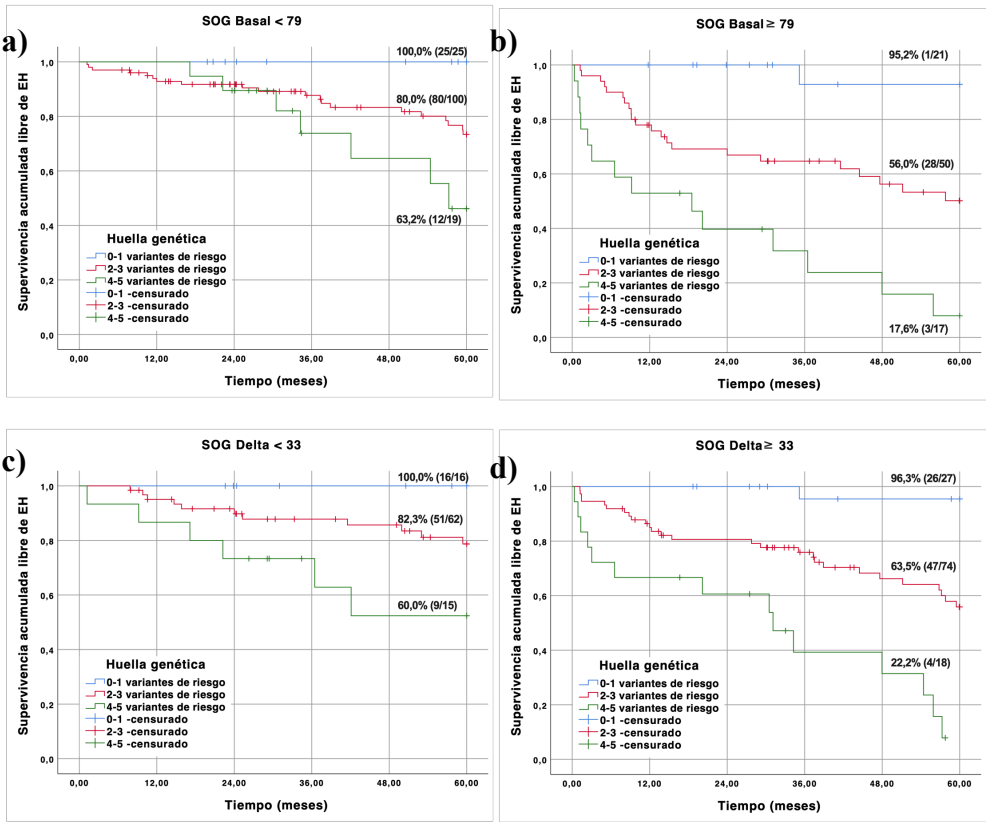 a)
SOG Basal < 79
Supervivencia acumulada libre de EH
1,0
0,8
0,6
0,4
0,2
0,0
100,0% (25/25)
80,0% (80/100)
63,2% (12/19)
Huella genética
0-1 variantes de riesgo
2-3 variantes de riesgo
4-5 variantes de riesgo
0-1 -censurado
2-3 -censurado
4-5 -censurado
0,00 12,00 24,00 36,00 48,00 60,00
Tiempo (meses)
b)
SOG Basal ≥ 79
Supervivencia acumulada libre de EH
1,0
0,8
0,6
0,4
0,2
0,0
95,2% (1/21)
56,0% (28/50)
17,6% (3/17)
Huella genética
0-1 variantes de riesgo
2-3 variantes de riesgo
4-5 variantes de riesgo
0-1 -censurado
2-3 -censurado
4-5 -censurado
0,00 12,00 24,00 36,00 48,00 60,00
Tiempo (meses)
c)
SOG Delta < 33
Supervivencia acumulada libre de EH
1,0
0,8
0,6
0,4
0,2
0,0
100,0% (16/16)
82,3% (51/62)
60,0% (9/15)
Huella genética
0-1 variantes de riesgo
2-3 variantes de riesgo
4-5 variantes de riesgo
0-1 -censurado
2-3 -censurado
4-5 -censurado
0,00 12,00 24,00 36,00 48,00 60,00
Tiempo (meses)
d)
SOG Delta ≥ 33
Supervivencia acumulada libre de EH
1,0
0,8
0,6
0,4
0,2
0,0
96,3% (26/27)
63,5% (47/74)
22,2% (4/18)
Huella genética
0-1 variantes de riesgo
2-3 variantes de riesgo
4-5 variantes de riesgo
0-1 -censurado
2-3 -censurado
4-5 -censurado
0,00 12,00 24,00 36,00 48,00 60,00
Tiempo (meses)